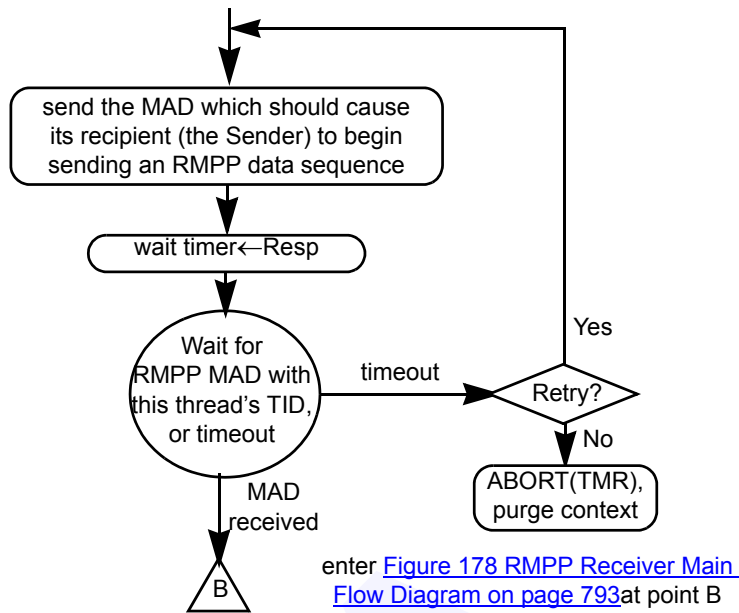 send the MAD which should cause
its recipient (the Sender) to begin
sending an RMPP data sequence
wait timer←Resp
Wait for
RMPP MAD with
this thread's TID,
or timeout
timeout
Retry?
Yes
No
ABORT(TMR),
purge context
MAD
received
B
enter Figure 178 RMPP Receiver Main
Flow Diagram on page 793at point B